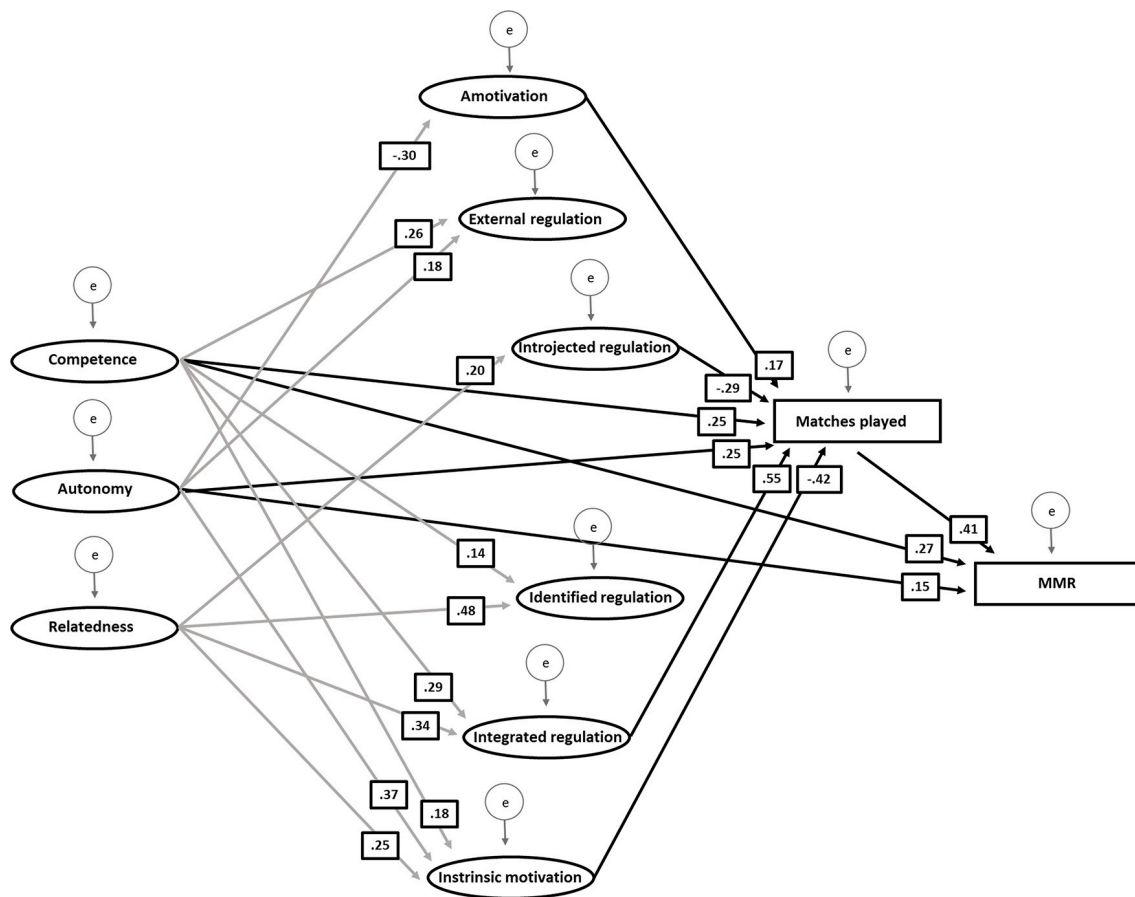 e
Amotivation
-.30
e
External regulation
.26
.18
e
e
Competence
Introjected regulation
.20
e
.17
-.29
Matches played
.25
.25
e
Autonomy
.55
-.42
e
e
.41
.27
MMR
.15
e
.14
Identified regulation
.48
Relatedness
e
.29
.34
Integrated regulation
e
.37
.18
.25
Instrinsic motivation